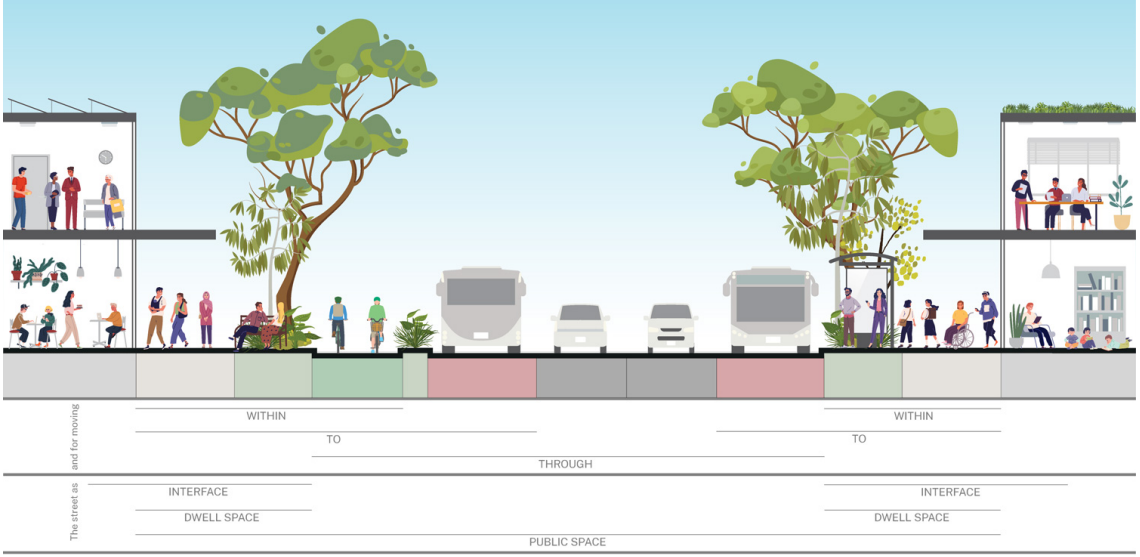 and for moving
WITHIN
WITHIN
TO
TO
THROUGH
The street as
INTERFACE
INTERFACE
DWELL SPACE
DWELL SPACE
PUBLIC SPACE